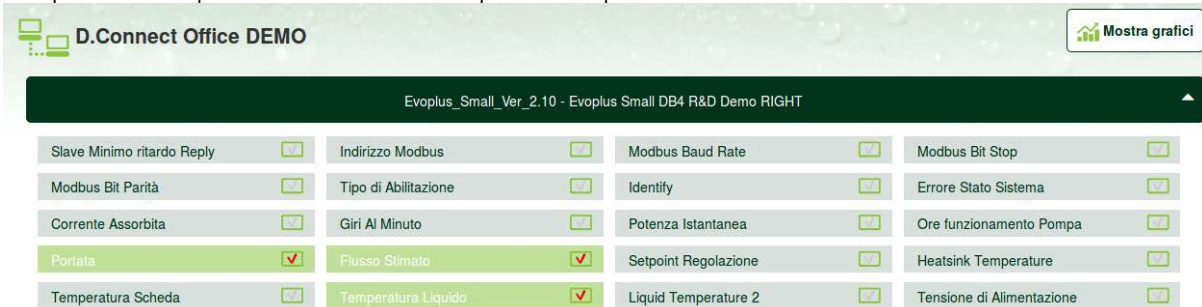 D.Connect Office DEMO
Mostra grafici
Evoplus_Small_Ver_2.10 - Evoplus Small DB4 R&D Demo RIGHT
Slave Minimo ritardo Reply
Indirizzo Modbus
Modbus Baud Rate
Modbus Bit Stop
Modbus Bit Parità
Tipo di Abilitazione
Identify
Errore Stato Sistema
Corrente Assorbita
Giri Al Minuto
Potenza Istantanea
Ore funzionamento Pompa
Portata
Flusso Stimato
Setpoint Regolazione
Heatsink Temperature
Temperatura Scheda
Temperatura Liquido
Liquid Temperature 2
Tensione di Alimentazione